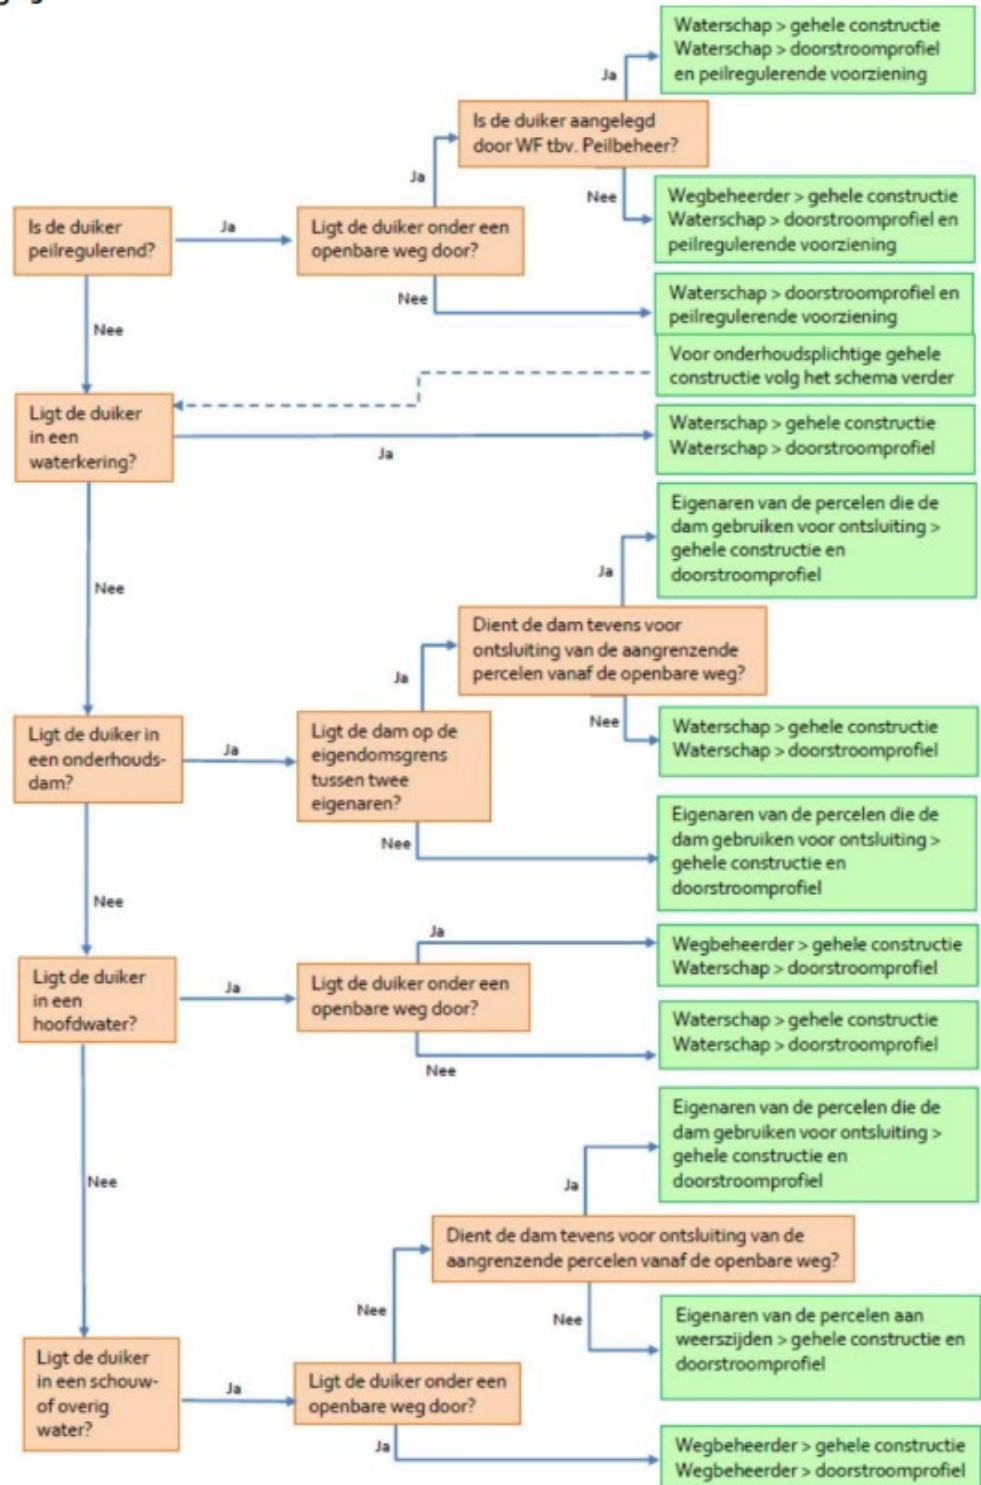 Waterschap > gehele constructie
Waterschap > doorstroomprofiel
en peilregulerende voorziening
Ja
Is de duiker aangelegd
door WF tbv. Peilbeheer?
Ja
Nee
Wegbeheerder > gehele constructie
Waterschap > doorstroomprofiel en
peilregulerende voorziening
Is de duiker
peilregulerend?
Ja
Ligt de duiker onder een
openbare weg door?
Nee
Waterschap > doorstroomprofiel en
peilregulerende voorziening
Nee
Voor onderhoudsplichtige gehele
constructie volg het schema verder
Ligt de duiker
in een
waterkering?
Ja
Waterschap > gehele constructie
Waterschap > doorstroomprofiel
Nee
Eigenaren van de percelen die de
dam gebruiken voor ontsluiting >
gehele constructie en
doorstroomprofiel
Ja
Dient de dam tevens voor
ontsluiting van de aangrenzende
percelen vanaf de openbare weg?
Ja
Nee
Waterschap > gehele constructie
Waterschap > doorstroomprofiel
Ligt de duiker in
een onderhouds-
dam?
Ja
Ligt de dam op de
eigendomsgrens
tussen twee
eigenaren?
Nee
Eigenaren van de percelen die de
dam gebruiken voor ontsluiting >
gehele constructie en
doorstroomprofiel
Nee
Ja
Wegbeheerder > gehele constructie
Waterschap > doorstroomprofiel
Ligt de duiker
in een
hoofdwater?
Ja
Ligt de duiker onder een
openbare weg door?
Nee
Waterschap > gehele constructie
Waterschap > doorstroomprofiel
Nee
Eigenaren van de percelen die de
dam gebruiken voor ontsluiting >
gehele constructie en
doorstroomprofiel
Ja
Dient de dam tevens voor ontsluiting van de
aangrenzende percelen vanaf de openbare weg?
Nee
Nee
Eigenaren van de percelen aan
weerszijden > gehele constructie en
doorstroomprofiel
Ligt de duiker
in een schouw-
of overig
water?
Ja
Ligt de duiker onder een
openbare weg door?
Ja
Wegbeheerder > gehele constructie
Wegbeheerder > doorstroomprofiel